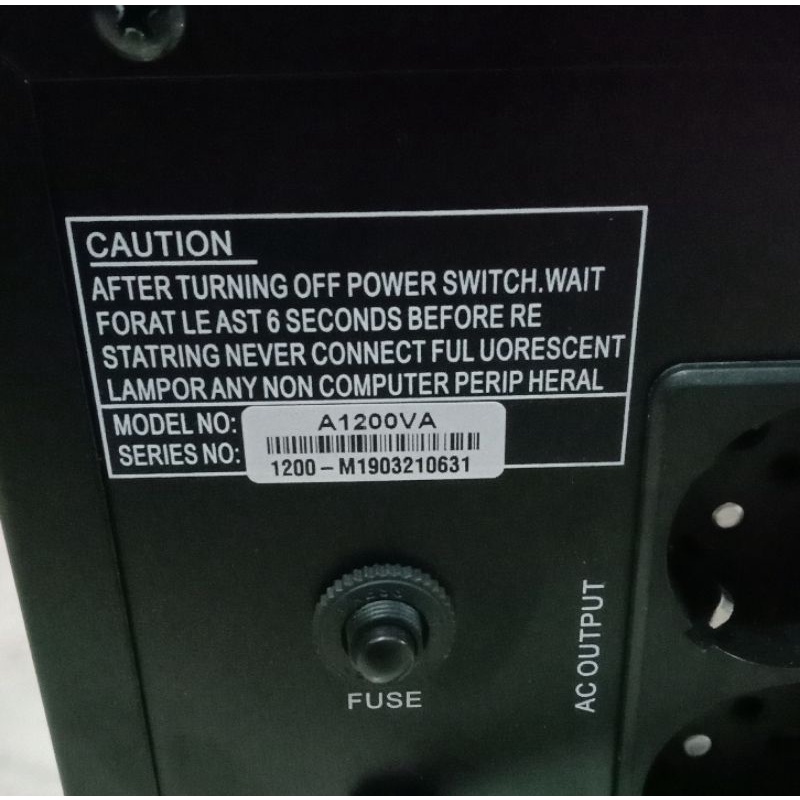 CAUTION
AFTER TURNING OFF POWER SWITCH.WAIT
FORAT LE AST 6 SECONDS BEFORE RE
STATRING NEVER CONNECT FUL UORESCENT
LAMPOR ANY NON COMPUTER PERIP HERAL
MODEL NO: A1200VA
SERIES NO: 1200-M1903210631
FUSE
AC OUTPUT